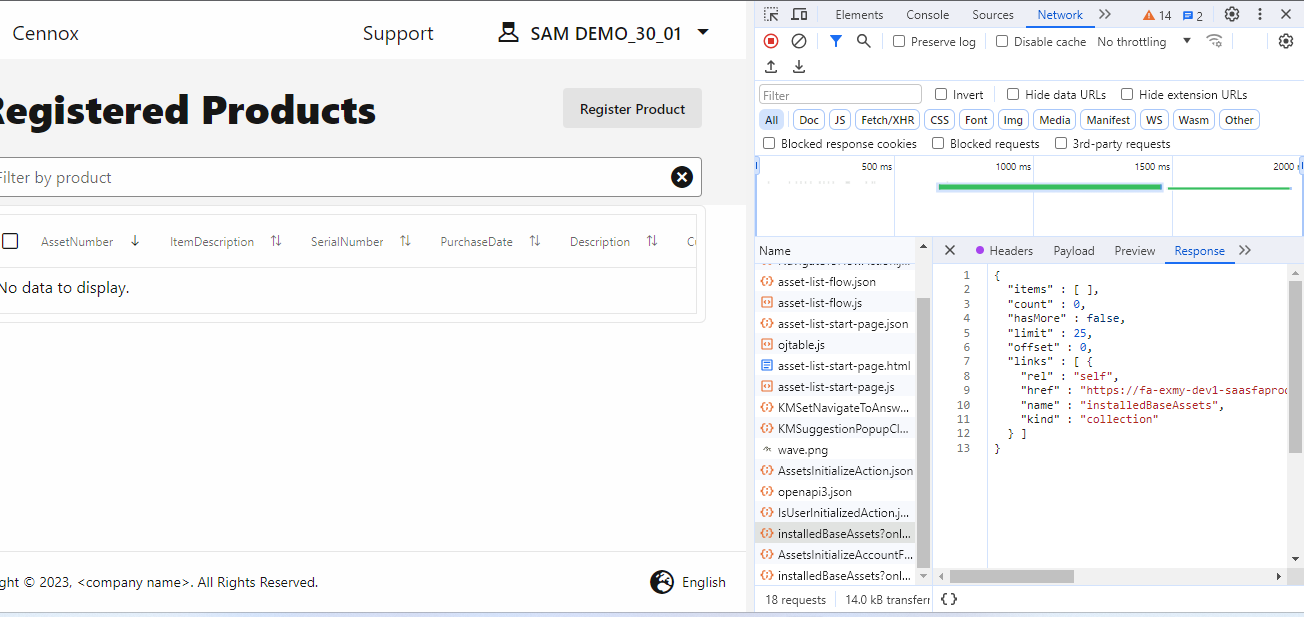 Cennox
Support
SAM DEMO_30_01
Registered Products
Register Product
Filter by product
AssetNumber
ItemDescription
SerialNumber
PurchaseDate
Description
Cu
No data to display.
ght © 2023, <company name>. All Rights Reserved.
English
Elements
Console
Sources
Network
14
2
Preserve log
Disable cache
No throttling
Filter
Invert
Hide data URLs
Hide extension URLs
All
Doc
JS
Fetch/XHR
CSS
Font
Img
Media
Manifest
WS
Wasm
Other
Blocked response cookies
Blocked requests
3rd-party requests
500 ms
1000 ms
1500 ms
2000
Name
asset-list-flow.json
asset-list-flow.js
asset-list-start-page.json
ojtable.js
asset-list-start-page.html
asset-list-start-page.js
KMSetNavigateToAnsw...
KMSuggestionPopupCl...
wave.png
AssetsInitializeAction.json
openapi3.json
IsUserInitializedAction.j...
installedBaseAssets?onl...
AssetsInitializeAccountF...
installedBaseAssets?onl...
18 requests
14.0 kB transferr
Headers
Payload
Preview
Response
1 {
2 "items" : [ ],
3 "count" : 0,
4 "hasMore" : false,
5 "limit" : 25,
6 "offset" : 0,
7 "links" : [ {
8 "rel" : "self",
9 "href" : "https://fa-exmy-dev1-saasfaprod
10 "name" : "installedBaseAssets",
11 "kind" : "collection"
12 } ]
13 }
{}